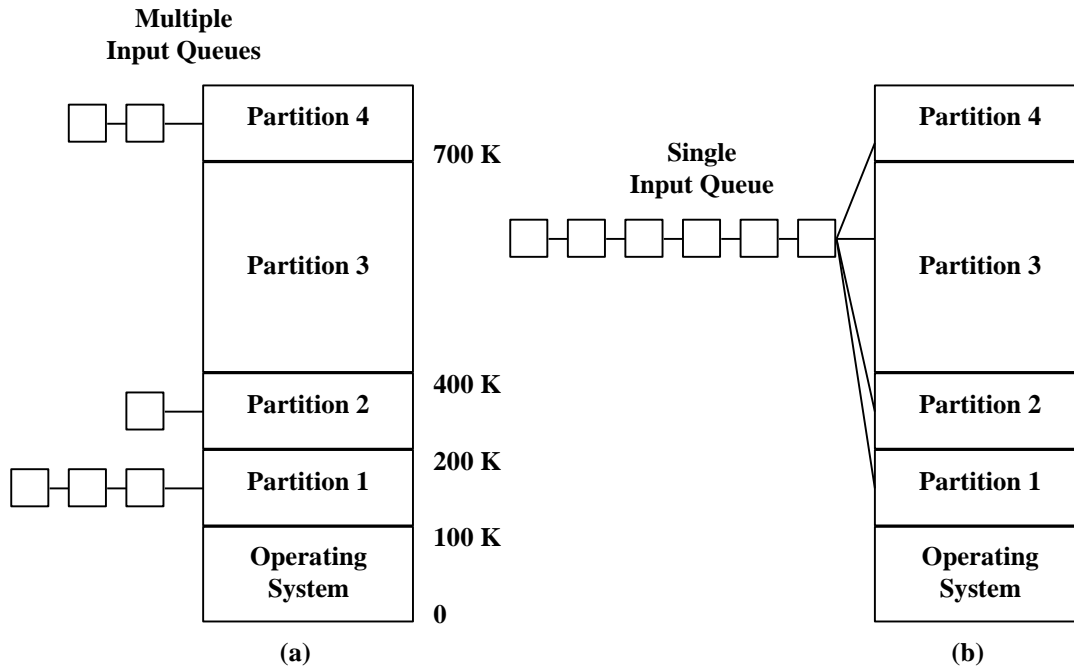 Multiple
Input Queues
Partition 4
700 K
Partition 3
400 K
Partition 2
200 K
Partition 1
100 K
Operating
System
0
(a)
Single
Input Queue
Partition 4
Partition 3
Partition 2
Partition 1
Operating
System
(b)